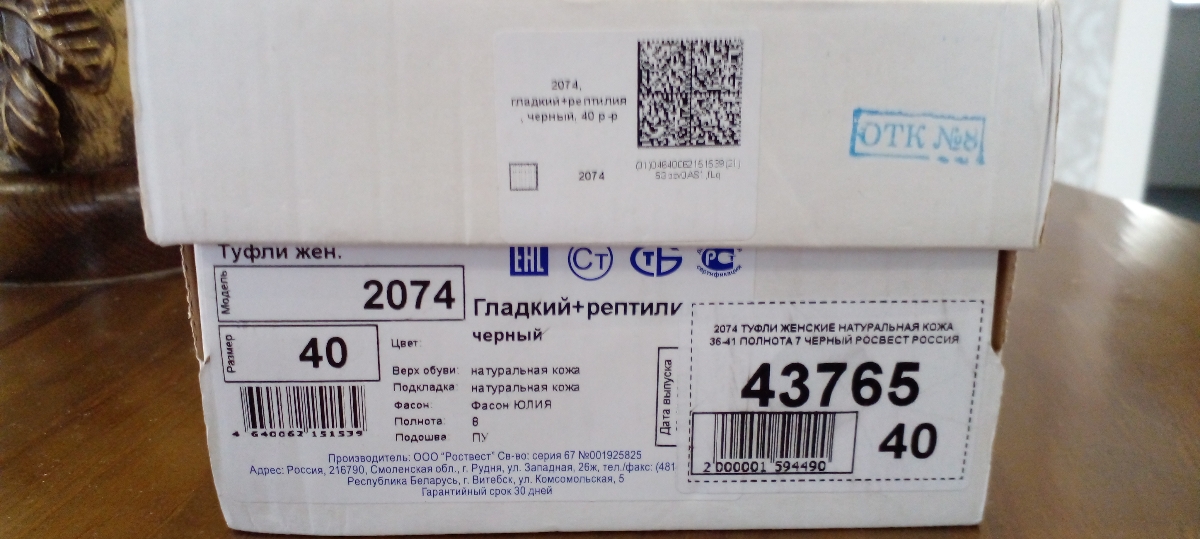 2074,
гладкий+рептилия
, черный, 40 р-р
2074
ОТК №8
Туфли жен.
Модель
2074
Размер
40
4 640062 151539
ЕАС
Ст
РСТ
сертификация
Гладкий+рептили
Цвет: черный
Верх обуви: натуральная кожа
Подкладка: натуральная кожа
Фасон: Фасон ЮЛИЯ
Полнота: 8
Подошва: ПУ
Дата выпуска
Производитель: ООО "Роствест" Св-во: серия 67 №001925825
Адрес: Россия, 216790, Смоленская обл., г. Рудня, ул. Западная, 26ж, тел./факс: (481
Республика Беларусь, г. Витебск, ул. Комсомольская, 5
Гарантийный срок 30 дней
2074 ТУФЛИ ЖЕНСКИЕ НАТУРАЛЬНАЯ КОЖА
36-41 ПОЛНОТА 7 ЧЕРНЫЙ РОСВЕСТ РОССИЯ
43765
2 000001 594490
40